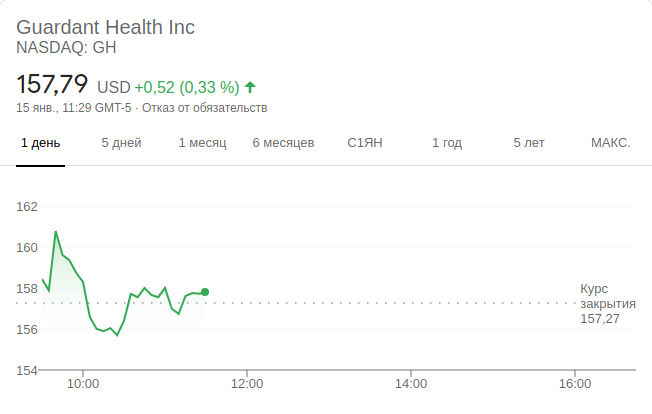 Guardant Health Inc
NASDAQ: GH
157,79 USD +0,52 (0,33 %)
15 янв., 11:29 GMT-5 · Отказ от обязательств
1 день 5 дней 1 месяц 6 месяцев С1ЯН 1 год 5 лет МАКС.
162
160
158
156
154
Курс
закрытия
157,27
10:00 12:00 14:00 16:00